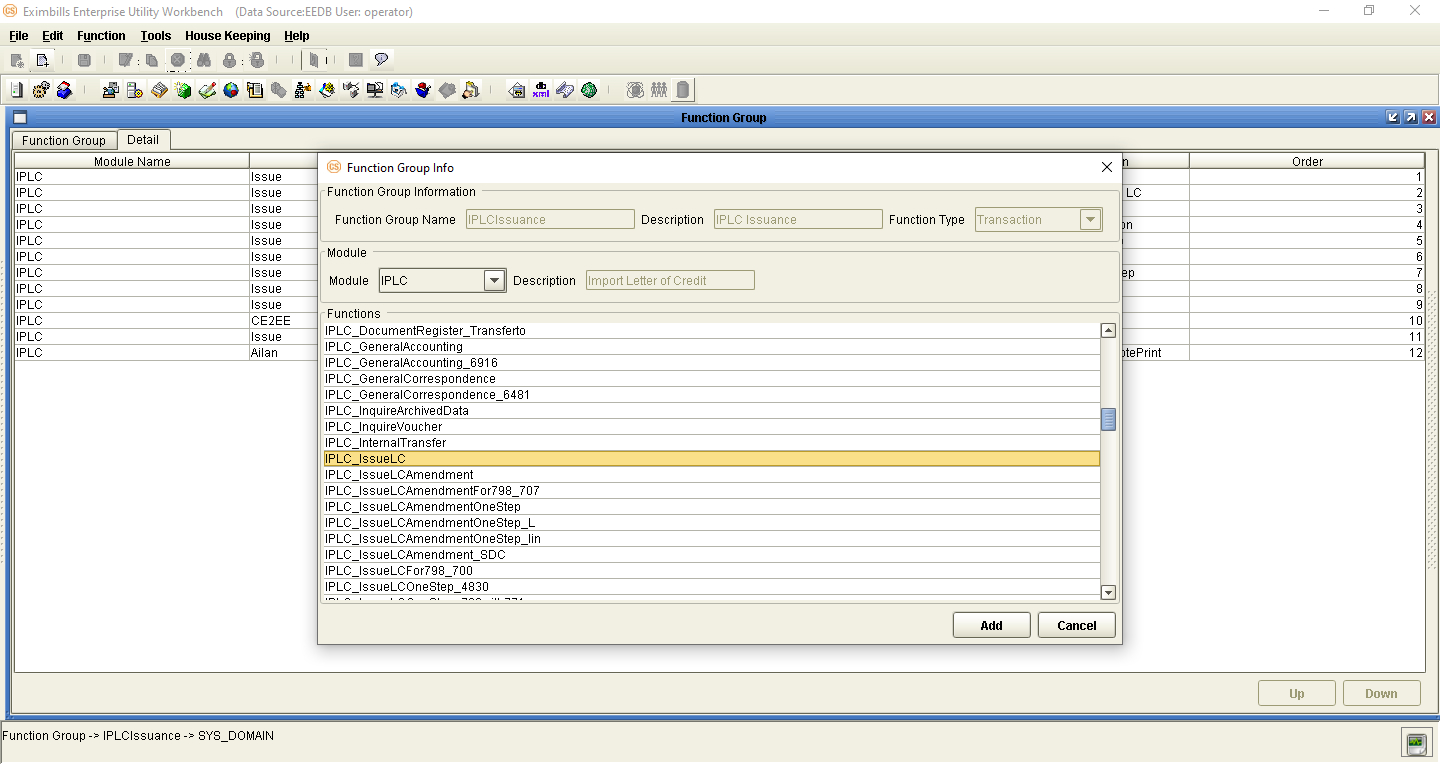 Eximbills Enterprise Utility Workbench (Data Source:EEDB User: operator)
File Edit Function Tools House Keeping Help
Function Group
Function Group Detail
Module Name Order
IPLC Issue 1
IPLC Issue LC 2
IPLC Issue 3
IPLC Issue on 4
IPLC Issue 5
IPLC Issue 6
IPLC Issue ep 7
IPLC Issue 8
IPLC Issue 9
IPLC CE2EE 10
IPLC Issue 11
IPLC Ailan otePrint 12
CS Function Group Info
Function Group Information
Function Group Name IPLCIssuance Description IPLC Issuance Function Type Transaction
Module
Module IPLC Description Import Letter of Credit
Functions
IPLC_DocumentRegister_Transferto
IPLC_GeneralAccounting
IPLC_GeneralAccounting_6916
IPLC_GeneralCorrespondence
IPLC_GeneralCorrespondence_6481
IPLC_InquireArchivedData
IPLC_InquireVoucher
IPLC_InternalTransfer
IPLC_IssueLC
IPLC_IssueLCAmendment
IPLC_IssueLCAmendmentFor798_707
IPLC_IssueLCAmendmentOneStep
IPLC_IssueLCAmendmentOneStep_L
IPLC_IssueLCAmendmentOneStep_lin
IPLC_IssueLCAmendment_SDC
IPLC_IssueLCFor798_700
IPLC_IssueLCOneStep_4830
Add Cancel
Up Down
Function Group -> IPLCIssuance -> SYS_DOMAIN